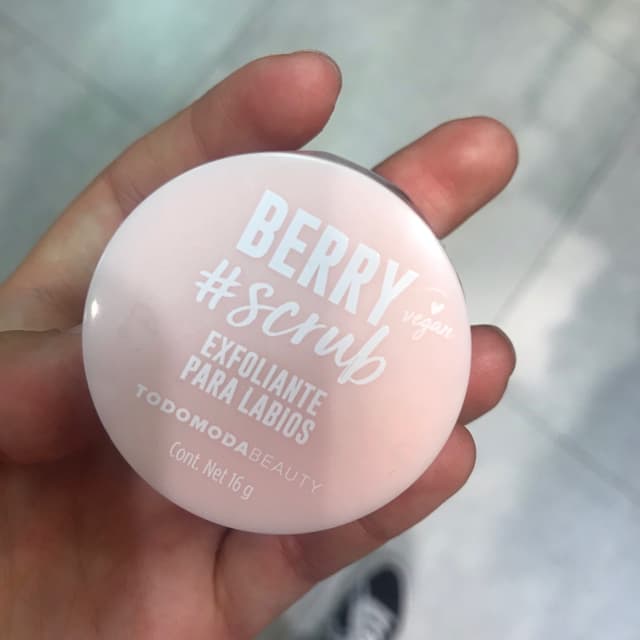 BERRY
#scrub
vegan
EXFOLIANTE
PARA LABIOS
TODOMODABEAUTY
Cont. Net 16 g